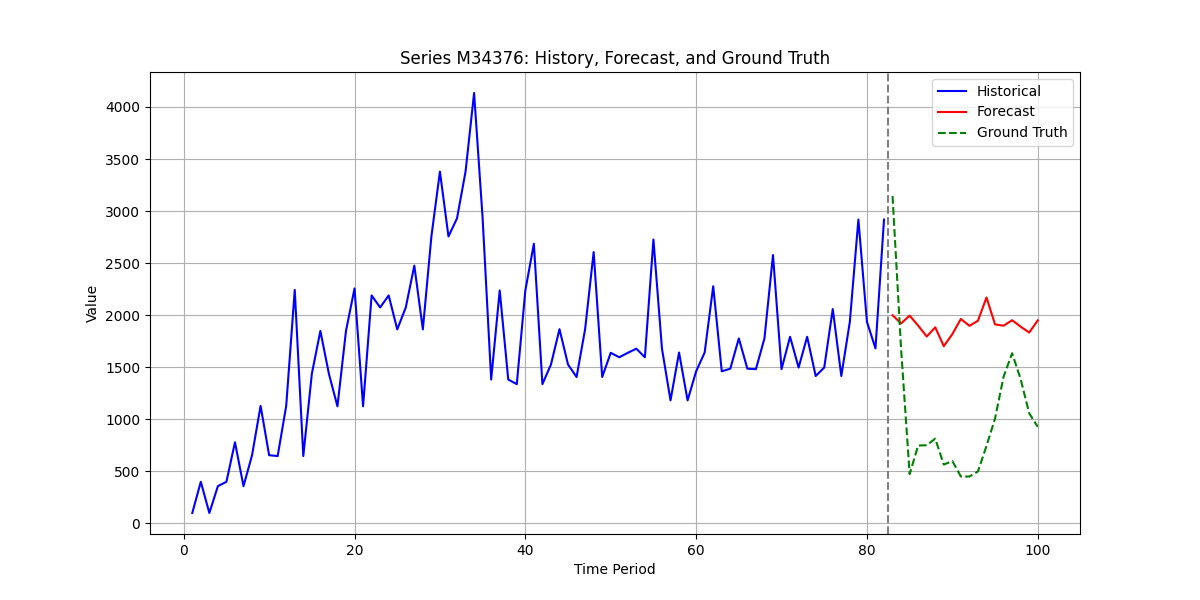 Series M34376: History, Forecast, and Ground Truth
Historical
Forecast
Ground Truth
Value
4000
3500
3000
2500
2000
1500
1000
500
0
0 20 40 60 80 100
Time Period